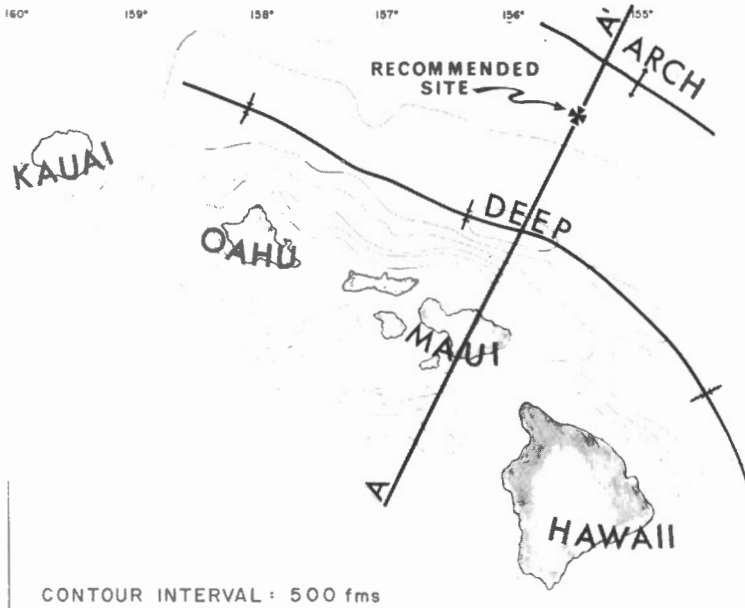 160° 159° 158° 157° 156° 155°
A'
ARCH
RECOMMENDED
SITE
KAUAI
DEEP
OAHU
MAUI
A
HAWAII
CONTOUR INTERVAL: 500 fms